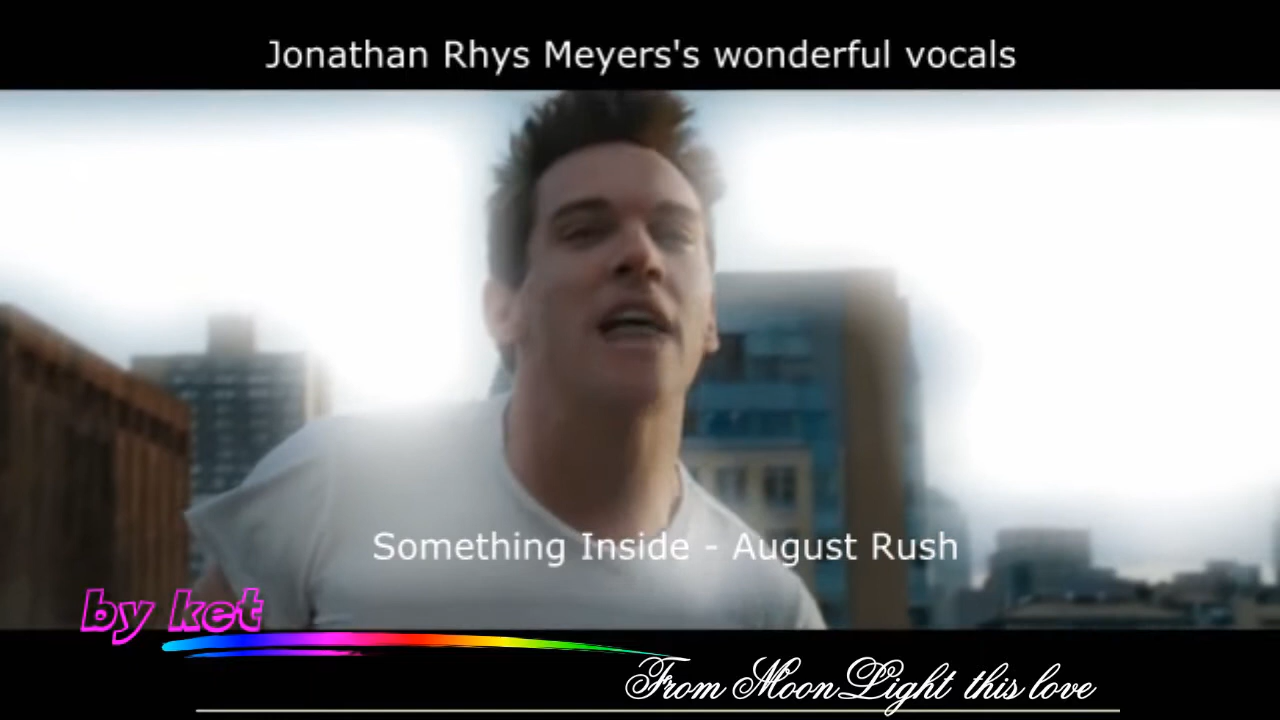 Jonathan Rhys Meyers's wonderful vocals
Something Inside - August Rush
by ket
From MoonLight this love